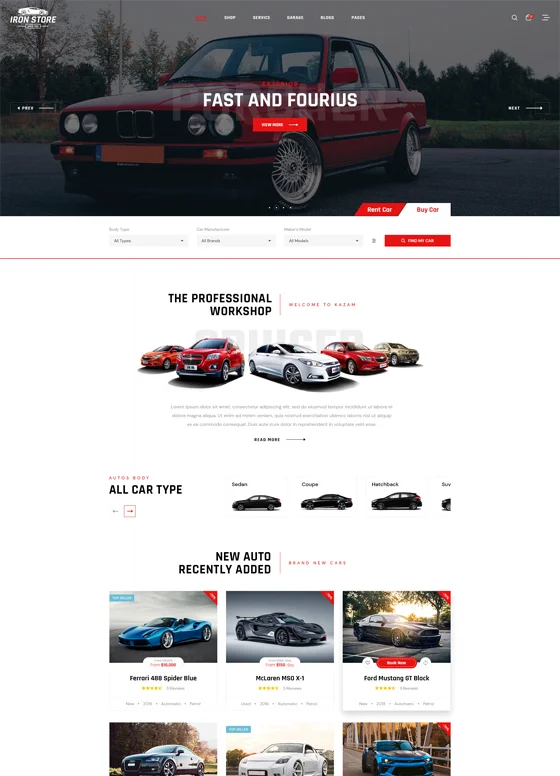 IRON STORE
SHOP SERVICE GARAGE BLOGS PAGES
FAST AND FOURIUS
VIEW MORE
PREV
NEXT
Rent Car
Buy Car
Body Type
Car Manufacturer
Maker's Model
All Types
All Brands
All Models
FIND MY CAR
THE PROFESSIONAL
WORKSHOP
WELCOME TO KAZAM
CRUISER
Lorem ipsum dolor sit amet, consectetur adipiscing elit, sed do eiusmod tempor incididunt ut labore et
dolore magna aliqua. Ut enim ad minim veniam, quis nostrud exercitation ullamco laboris nisi ut aliquip
ex ea commodo consequat. Duis aute irure dolor in reprehenderit in voluptate velit esse.
READ MORE
AUTOS BODY
ALL CAR TYPE
Sedan
Coupe
Hatchback
Suv
NEW AUTO
RECENTLY ADDED
BRAND NEW CARS
TOP SELLER
From $10,000
Ferrari 488 Spider Blue
1 Reviews
New • 2016 • Automatic • Petrol
From $150
McLaren MSO X-1
5 Reviews
Used • 2016 • Automatic • Petrol
Book Now
Ford Mustang GT Black
1 Reviews
New • 2019 • Automatic • Petrol
TOP SELLER